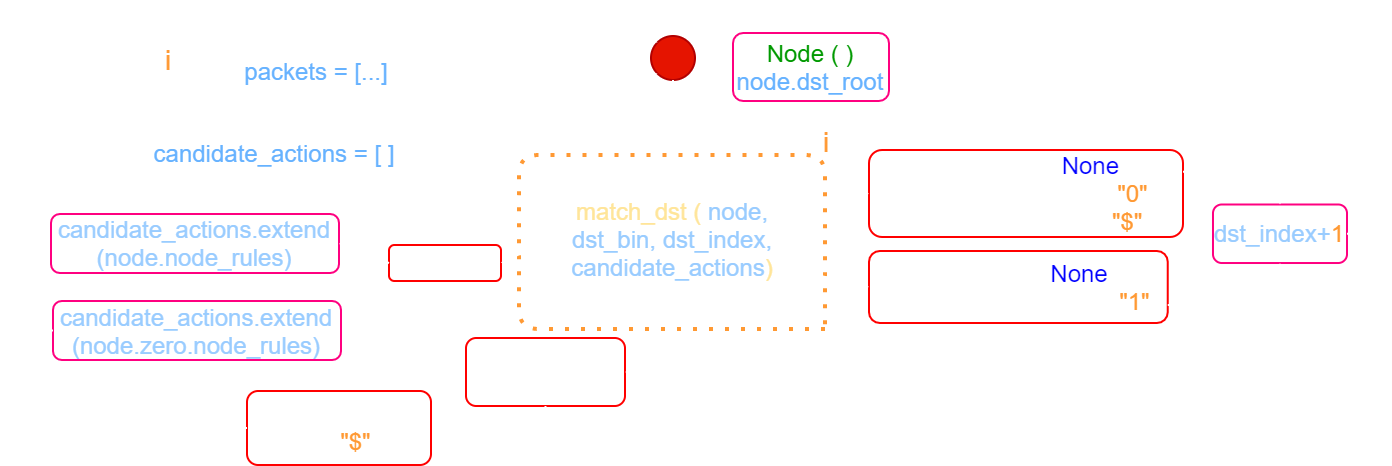 i
packets = [...]
Node ( )
node.dst_root
i
candidate_actions = [ ]
None
"0"
"$"
match_dst ( node,
dst_bin, dst_index,
candidate_actions)
candidate_actions.extend
(node.node_rules)
dst_index+1
None
"1"
candidate_actions.extend
(node.zero.node_rules)
"$"